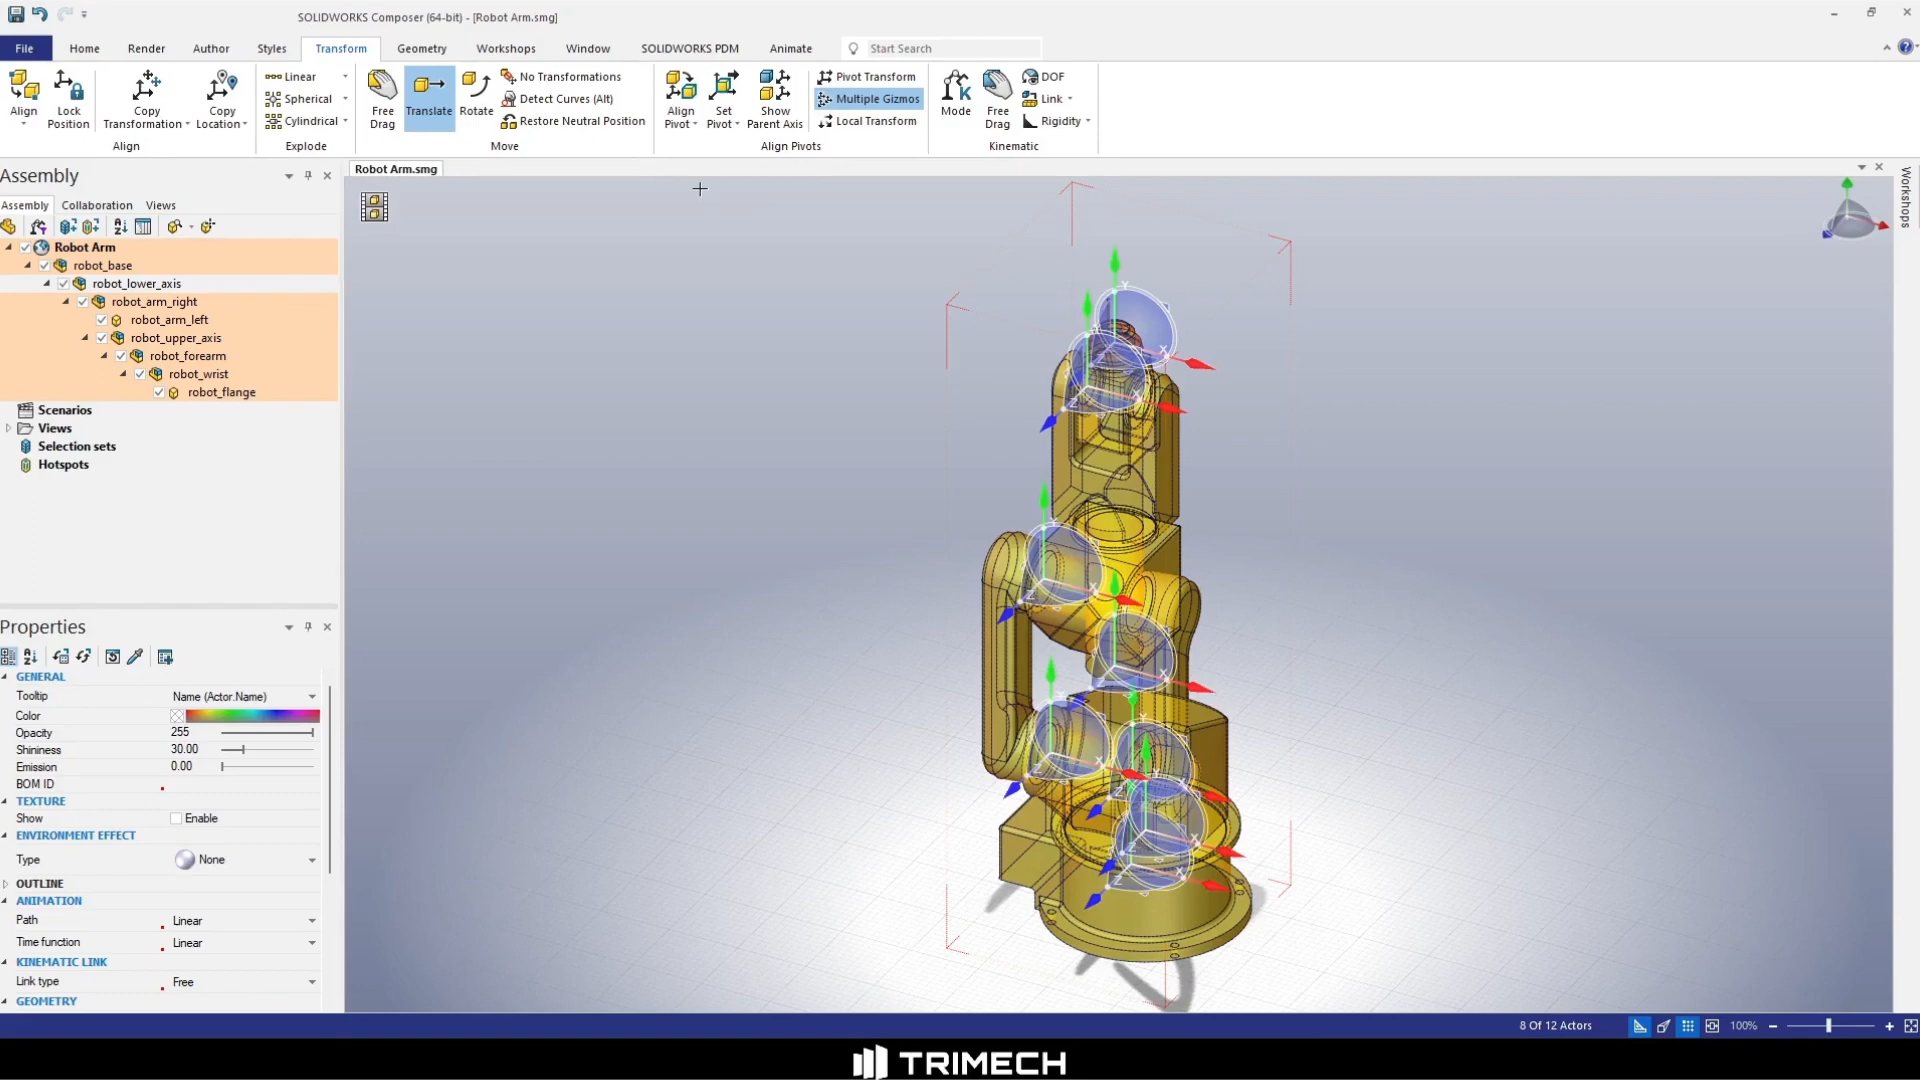 SOLIDWORKS Composer (64-bit) - [Robot Arm.smg]
File Home Render Author Styles Transform Geometry Workshops Window SOLIDWORKS PDM Animate Start Search
Align
Lock Position
Copy Transformation
Copy Location
Align
Linear
Spherical
Cylindrical
Explode
Free Drag
Translate
Rotate
No Transformations
Detect Curves (Alt)
Restore Neutral Position
Move
Align Pivot
Set Pivot
Show Parent Axis
Pivot Transform
Multiple Gizmos
Local Transform
Align Pivots
Mode
Free Drag
DOF
Link
Rigidity
Kinematic
Assembly
Assembly Collaboration Views
Robot Arm
robot_base
robot_lower_axis
robot_arm_right
robot_arm_left
robot_upper_axis
robot_forearm
robot_wrist
robot_flange
Scenarios
Views
Selection sets
Hotspots
Properties
GENERAL
Tooltip Name (Actor.Name)
Color
Opacity 255
Shininess 30.00
Emission 0.00
BOM ID
TEXTURE
Show Enable
ENVIRONMENT EFFECT
Type None
OUTLINE
ANIMATION
Path Linear
Time function Linear
KINEMATIC LINK
Link type Free
GEOMETRY
Robot Arm.smg
Workshops
8 Of 12 Actors
100%
TRIMECH